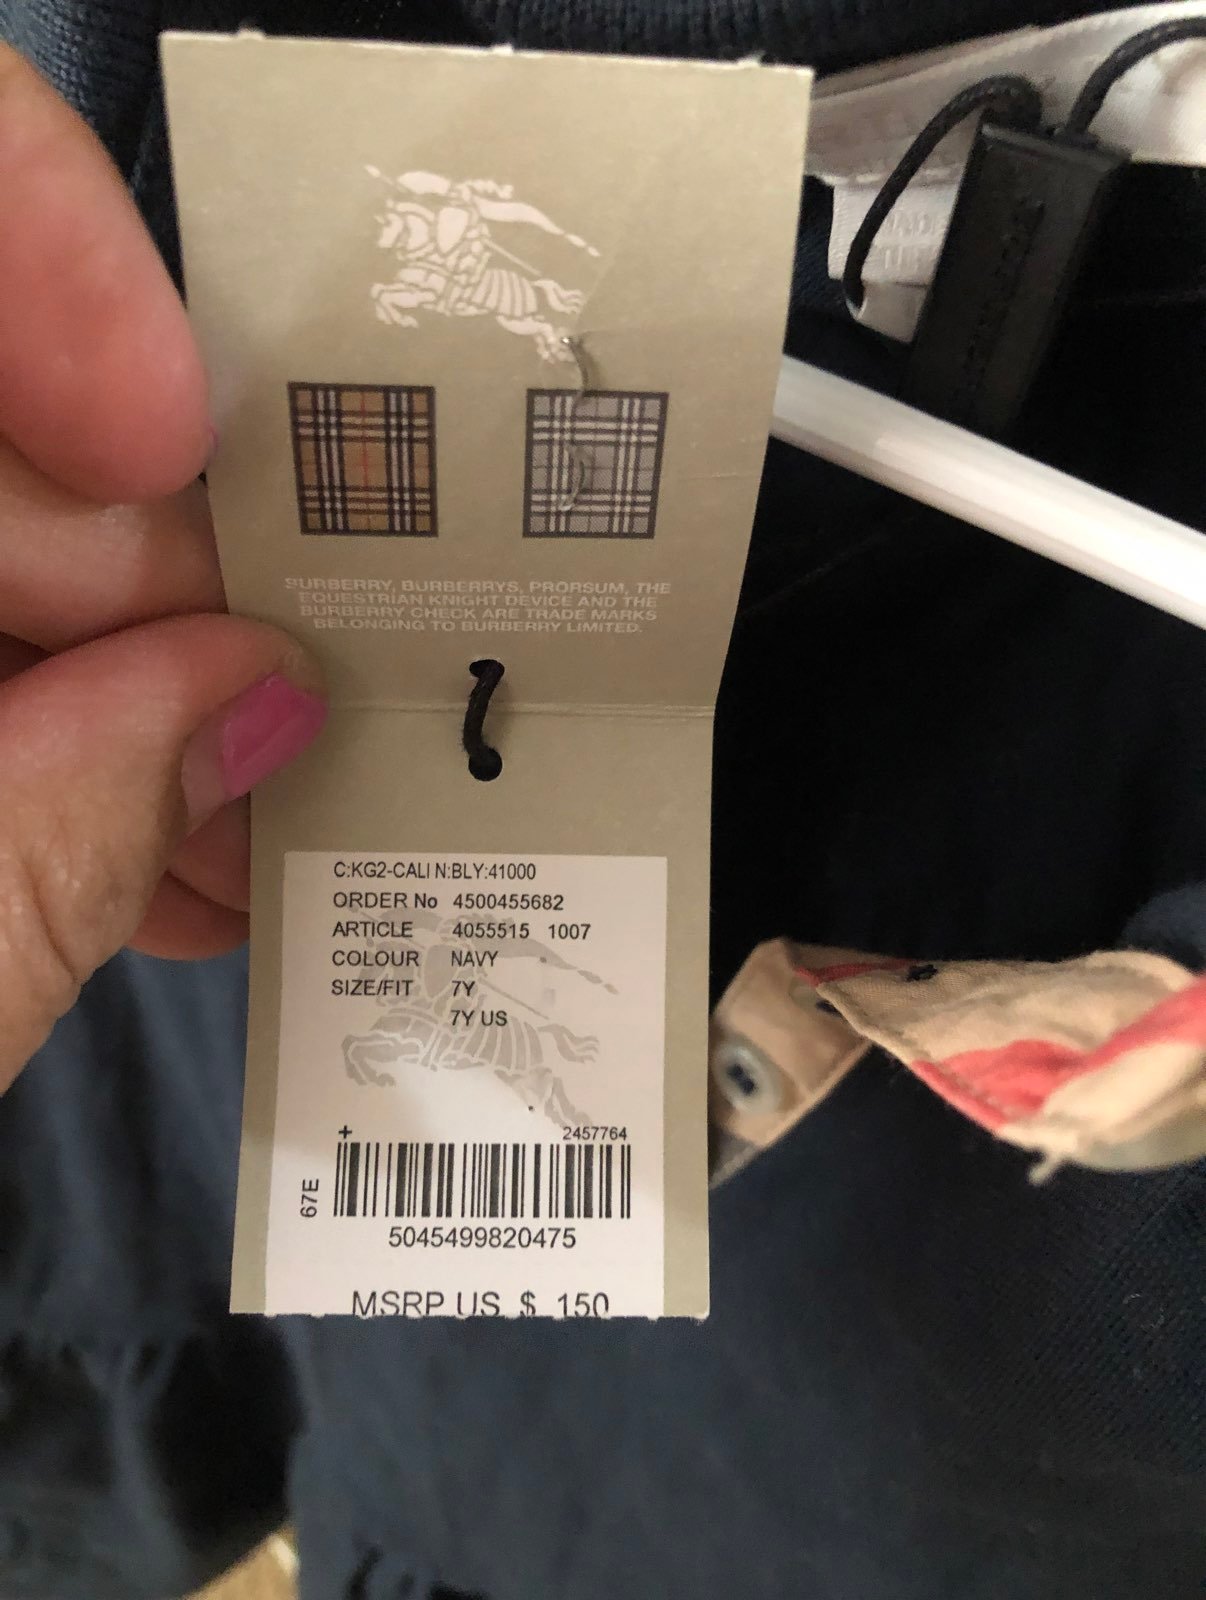 BURBERRY, BURBERRYS, PRORSUM, THE
EQUESTRIAN KNIGHT DEVICE AND THE
BURBERRY CHECK ARE TRADE MARKS
BELONGING TO BURBERRY LIMITED.
C:KG2-CALI N:BLY:41000
ORDER No 4500455682
ARTICLE 4055515 1007
COLOUR NAVY
SIZE/FIT 7Y
7Y US
+ 2457764
67E
5045499820475
MSRP US $ 150